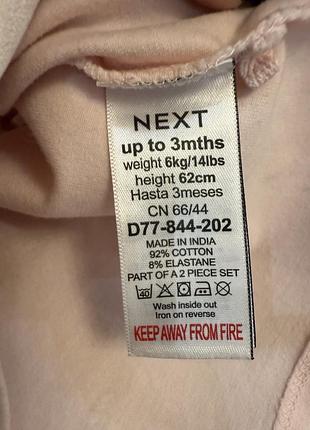 NEXT
up to 3mths
weight 6kg/14lbs
height 62cm
Hasta 3meses
CN 66/44
D77-844-202
MADE IN INDIA
92% COTTON
8% ELASTANE
PART OF A 2 PIECE SET
40
Wash inside out
Iron on reverse
KEEP AWAY FROM FIRE